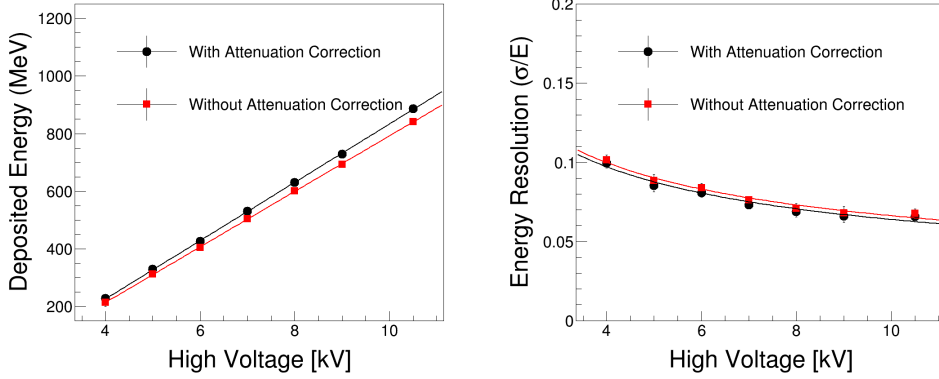 Deposited Energy (MeV)
1200
1000
800
600
400
200
With Attenuation Correction
Without Attenuation Correction
4
6
8
10
High Voltage [kV]
Energy Resolution (σ/E)
0.2
0.15
0.1
0.05
0
With Attenuation Correction
Without Attenuation Correction
4
6
8
10
High Voltage [kV]